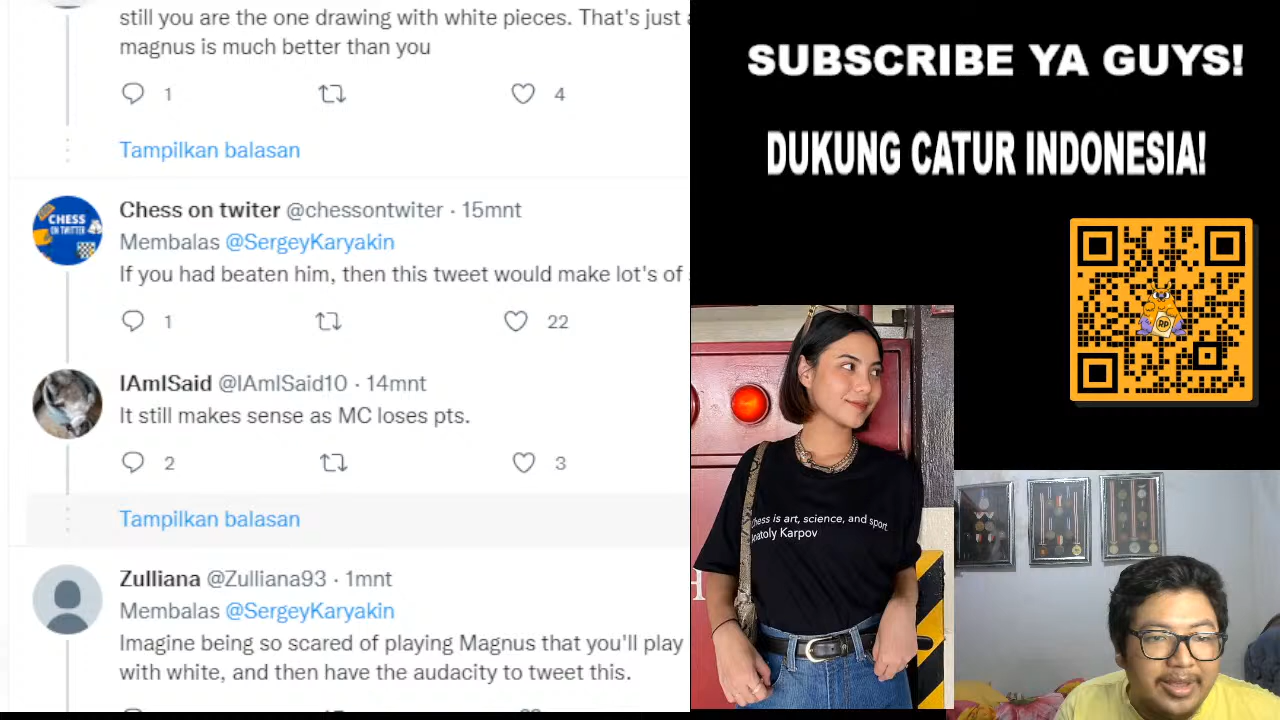 still you are the one drawing with white pieces. That's just
magnus is much better than you
1
4
Tampilkan balasan
Chess on twiter @chessontwiter · 15mnt
Membalas @SergeyKaryakin
If you had beaten him, then this tweet would make lot's of
1
22
IAmISaid @IAmISaid10 · 14mnt
It still makes sense as MC loses pts.
2
3
Tampilkan balasan
Zulliana @Zulliana93 · 1mnt
Membalas @SergeyKaryakin
Imagine being so scared of playing Magnus that you'll play
with white, and then have the audacity to tweet this.
CHESS
ON TWITTER
SUBSCRIBE YA GUYS!
DUKUNG CATUR INDONESIA!
RP
Chess is art, science, and sport.
Anatoly Karpov